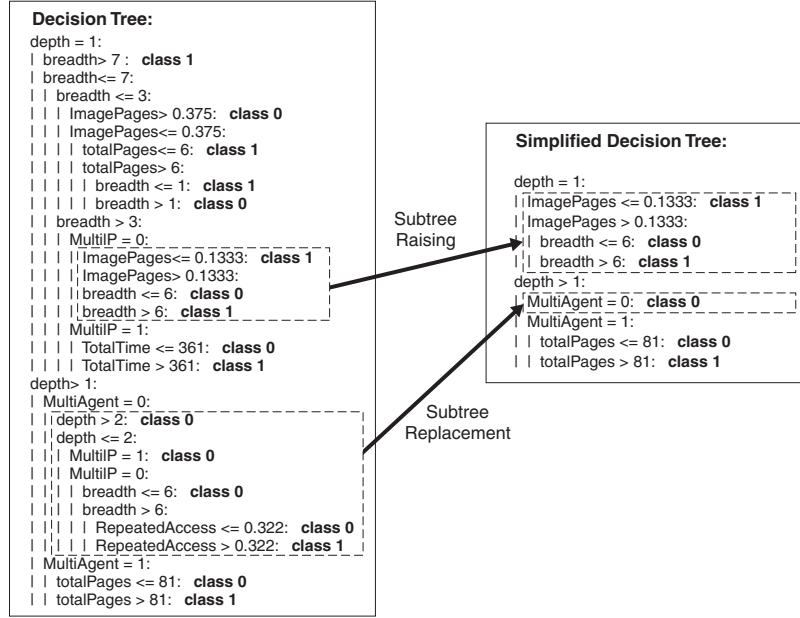 Decision Tree:
depth = 1:
| breadth> 7 : class 1
| breadth<= 7:
| | breadth <= 3:
| | | ImagePages> 0.375: class 0
| | | ImagePages<= 0.375:
| | | | totalPages<= 6: class 1
| | | | totalPages> 6:
| | | | | breadth <= 1: class 1
| | | | | breadth > 1: class 0
| | breadth > 3:
| | | MultiIP = 0:
| | | | ImagePages<= 0.1333: class 1
| | | | ImagePages> 0.1333:
| | | | breadth <= 6: class 0
| | | | breadth > 6: class 1
| | | MultiIP = 1:
| | | | TotalTime <= 361: class 0
| | | | TotalTime > 361: class 1
depth> 1:
| MultiAgent = 0:
| | depth > 2: class 0
| | depth <= 2:
| | | MultiIP = 1: class 0
| | | MultiIP = 0:
| | | | breadth <= 6: class 0
| | | | breadth > 6:
| | | | | RepeatedAccess <= 0.322: class 0
| | | | | RepeatedAccess > 0.322: class 1
| MultiAgent = 1:
| | totalPages <= 81: class 0
| | totalPages > 81: class 1
Subtree
Raising
Subtree
Replacement
Simplified Decision Tree:
depth = 1:
| ImagePages <= 0.1333: class 1
| ImagePages > 0.1333:
| | breadth <= 6: class 0
| | breadth > 6: class 1
depth > 1:
| MultiAgent = 0: class 0
| MultiAgent = 1:
| | totalPages <= 81: class 0
| | totalPages > 81: class 1